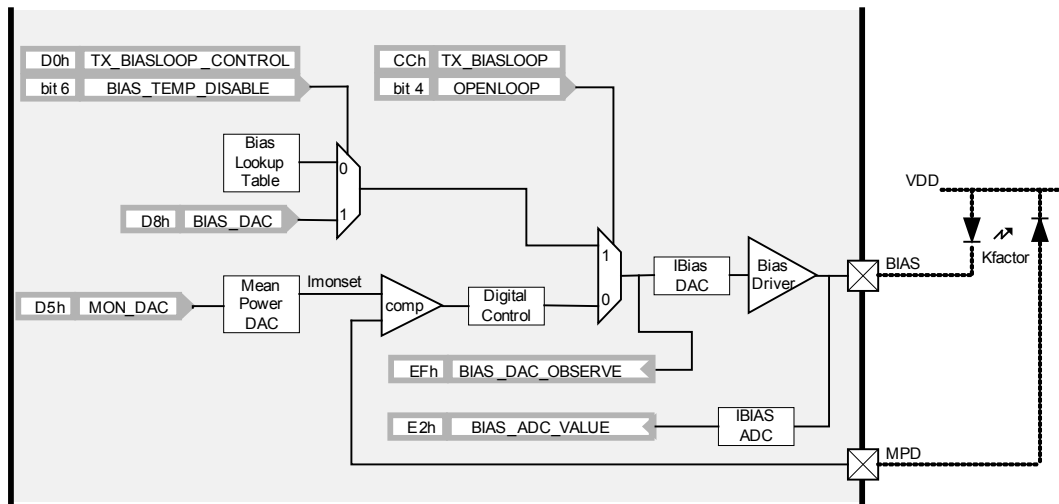 D0h TX_BIASLOOP_CONTROL
bit 6 BIAS_TEMP_DISABLE
CCh TX_BIASLOOP
bit 4 OPENLOOP
Bias
Lookup
Table
0
1
D8h BIAS_DAC
VDD
Kfactor
1
0
IBias
DAC
Bias
Driver
BIAS
D5h MON_DAC
Mean
Power
DAC
Imonset
comp
Digital
Control
EFh BIAS_DAC_OBSERVE
E2h BIAS_ADC_VALUE
IBIAS
ADC
MPD